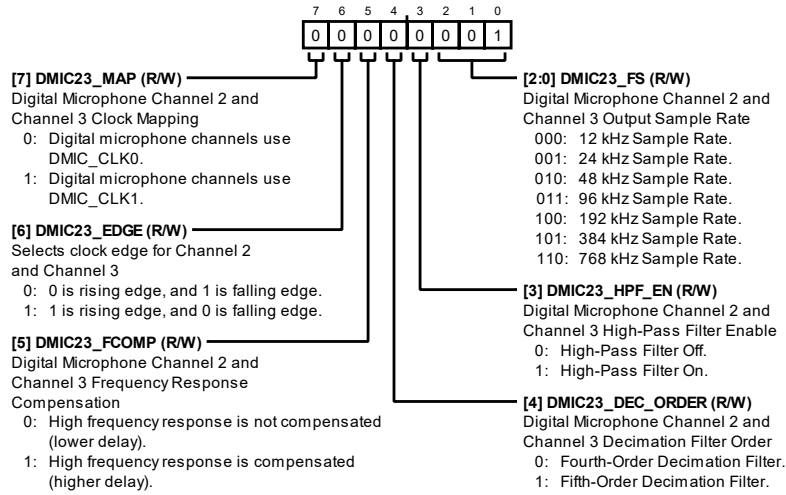 7 6 5 4 3 2 1 0
0 0 0 0 0 0 0 1
[7] DMIC23_MAP (R/W)
Digital Microphone Channel 2 and
Channel 3 Clock Mapping
0: Digital microphone channels use
DMIC_CLK0.
1: Digital microphone channels use
DMIC_CLK1.
[6] DMIC23_EDGE (R/W)
Selects clock edge for Channel 2
and Channel 3
0: 0 is rising edge, and 1 is falling edge.
1: 1 is rising edge, and 0 is falling edge.
[5] DMIC23_FCOMP (R/W)
Digital Microphone Channel 2 and
Channel 3 Frequency Response
Compensation
0: High frequency response is not compensated
(lower delay).
1: High frequency response is compensated
(higher delay).
[2:0] DMIC23_FS (R/W)
Digital Microphone Channel 2 and
Channel 3 Output Sample Rate
000: 12 kHz Sample Rate.
001: 24 kHz Sample Rate.
010: 48 kHz Sample Rate.
011: 96 kHz Sample Rate.
100: 192 kHz Sample Rate.
101: 384 kHz Sample Rate.
110: 768 kHz Sample Rate.
[3] DMIC23_HPF_EN (R/W)
Digital Microphone Channel 2 and
Channel 3 High-Pass Filter Enable
0: High-Pass Filter Off.
1: High-Pass Filter On.
[4] DMIC23_DEC_ORDER (R/W)
Digital Microphone Channel 2 and
Channel 3 Decimation Filter Order
0: Fourth-Order Decimation Filter.
1: Fifth-Order Decimation Filter.